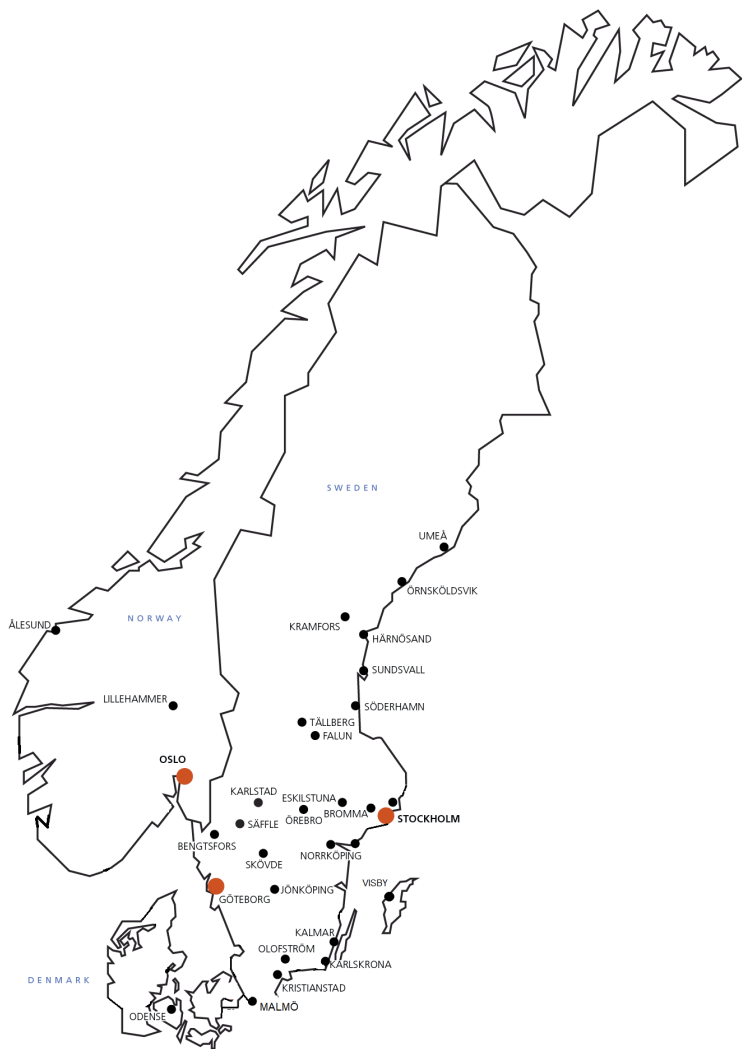 SWEDEN
UMEÅ
ÖRNSKÖLDSVIK
NORWAY
ÅLESUND
KRAMFORS
HÄRNÖSAND
SUNDSVALL
LILLEHAMMER
SÖDERHAMN
TÄLLBERG
FALUN
OSLO
KARLSTAD
ESKILSTUNA
BROMMA
ÖREBRO
STOCKHOLM
SÄFFLE
BENGTSFORS
NORRKÖPING
SKÖVDE
VISBY
JÖNKÖPING
GÖTEBORG
KALMAR
OLOFSTRÖM
KARLSKRONA
DENMARK
KRISTIANSTAD
MALMÖ
ODENSE